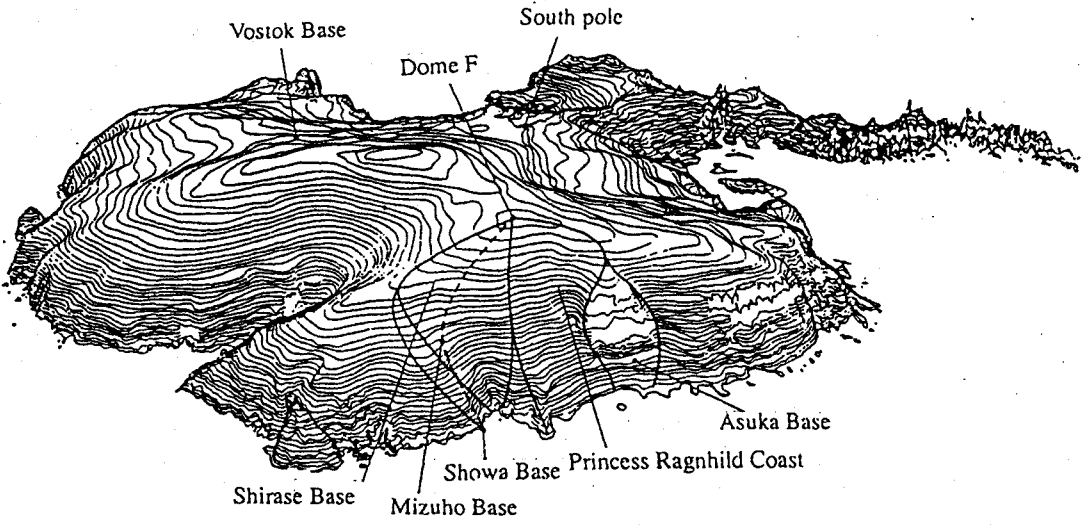 South pole
Vostok Base
Dome F
Asuka Base
Princess Ragnhild Coast
Showa Base
Shirase Base
Mizuho Base